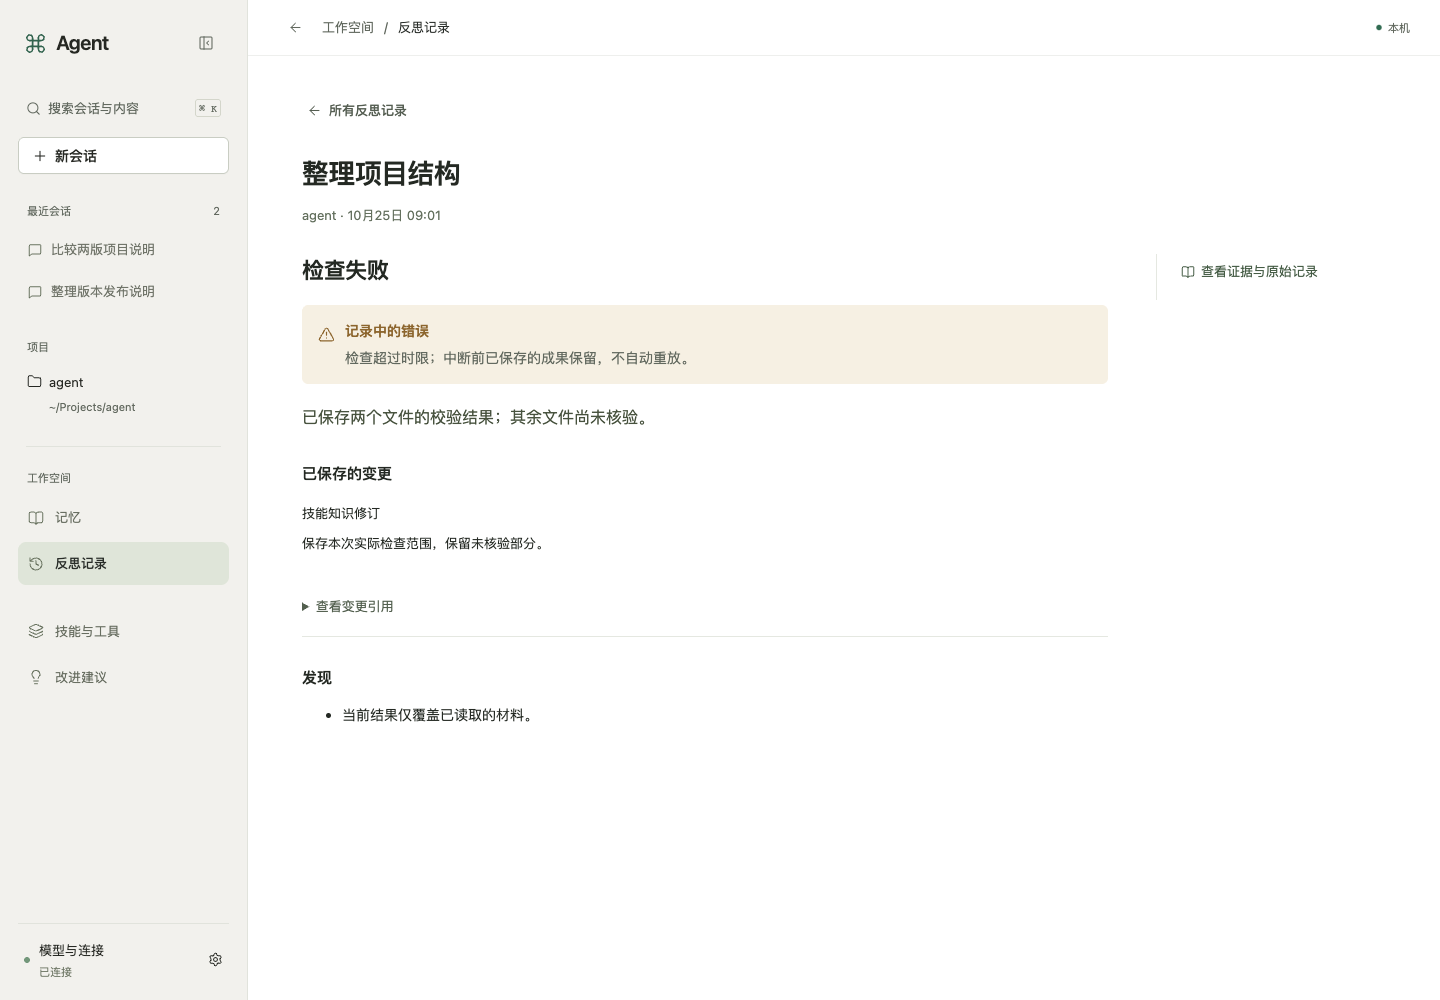 Agent
搜索会话与内容 ⌘ K
新会话
最近会话 2
比较两版项目说明
整理版本发布说明
项目
agent
~/Projects/agent
工作空间
记忆
反思记录
技能与工具
改进建议
模型与连接
已连接
工作空间 / 反思记录
本机
所有反思记录
整理项目结构
agent · 10月25日 09:01
检查失败
记录中的错误
检查超过时限；中断前已保存的成果保留，不自动重放。
已保存两个文件的校验结果；其余文件尚未核验。
已保存的变更
技能知识修订
保存本次实际检查范围，保留未核验部分。
查看变更引用
发现
当前结果仅覆盖已读取的材料。
查看证据与原始记录